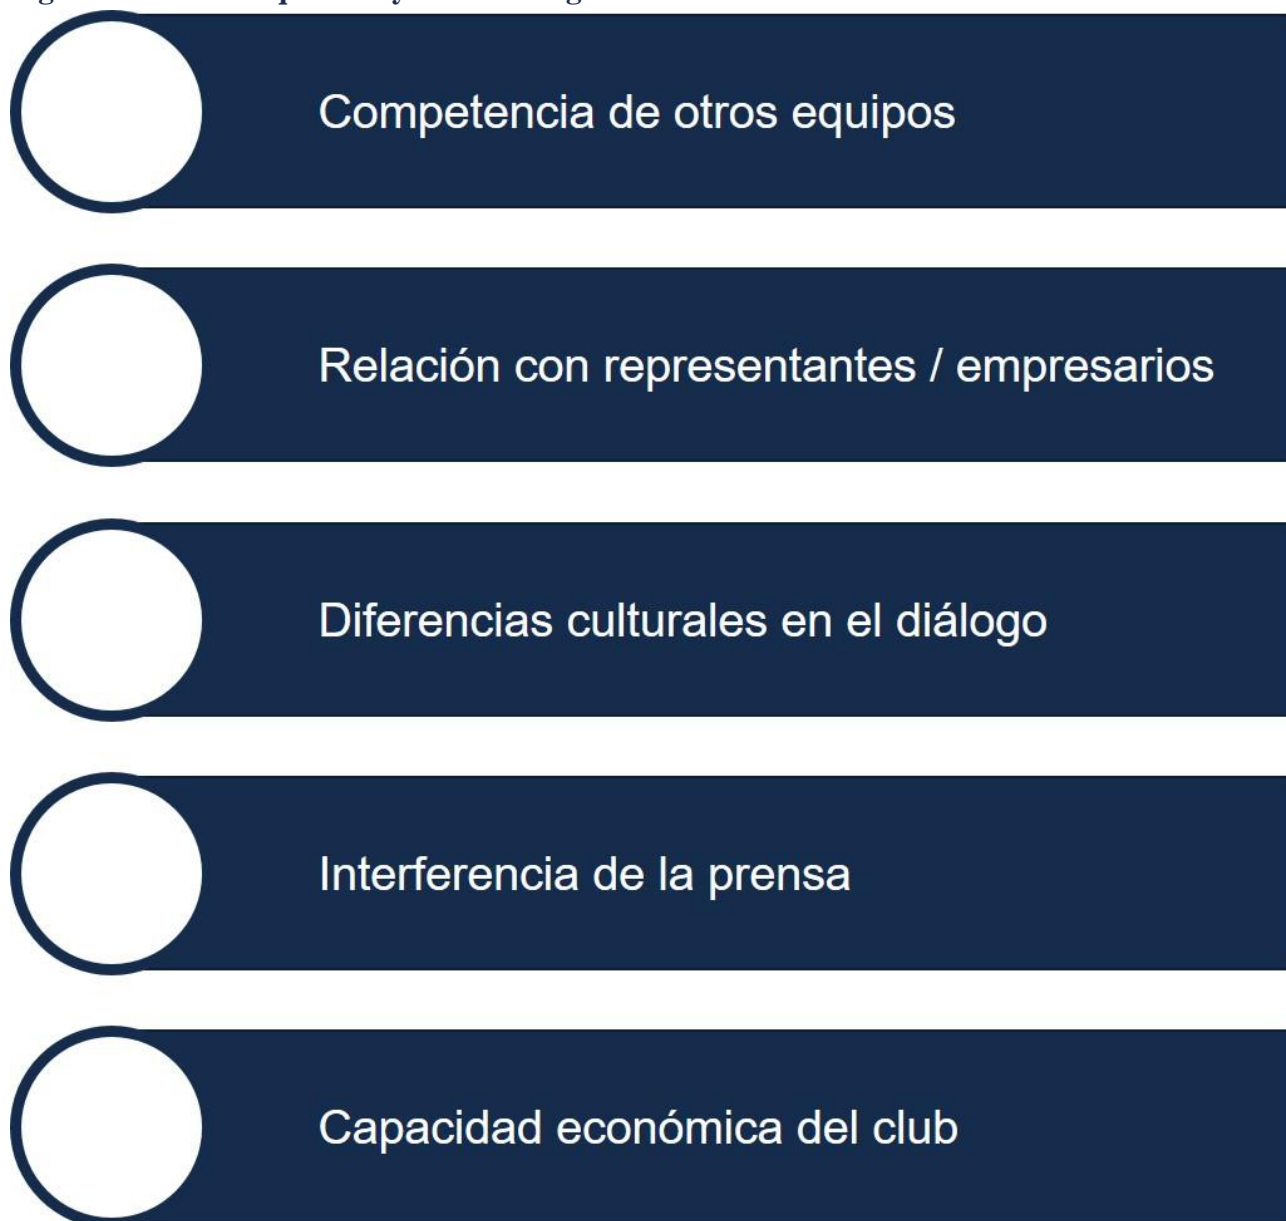 Competencia de otros equipos
Relación con representantes / empresarios
Diferencias culturales en el diálogo
Interferencia de la prensa
Capacidad económica del club